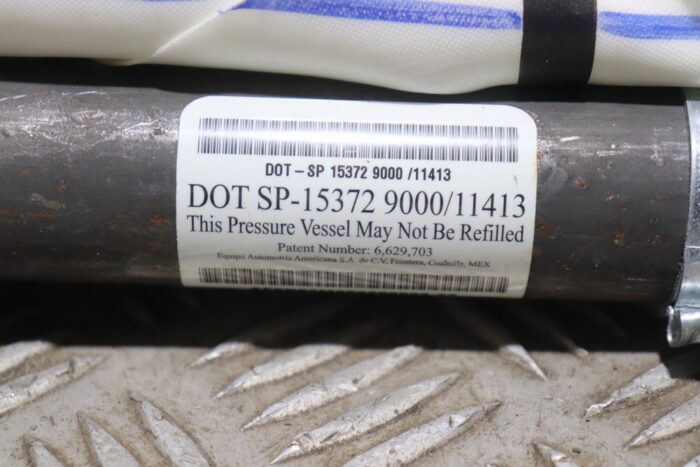 DOT-SP 15372 9000 /11413
DOT SP-15372 9000/11413
This Pressure Vessel May Not Be Refilled
Patent Number: 6,629,703
Equipo Automotriz Americana S.A. de C.V. Frontera, Coahuila, MEX